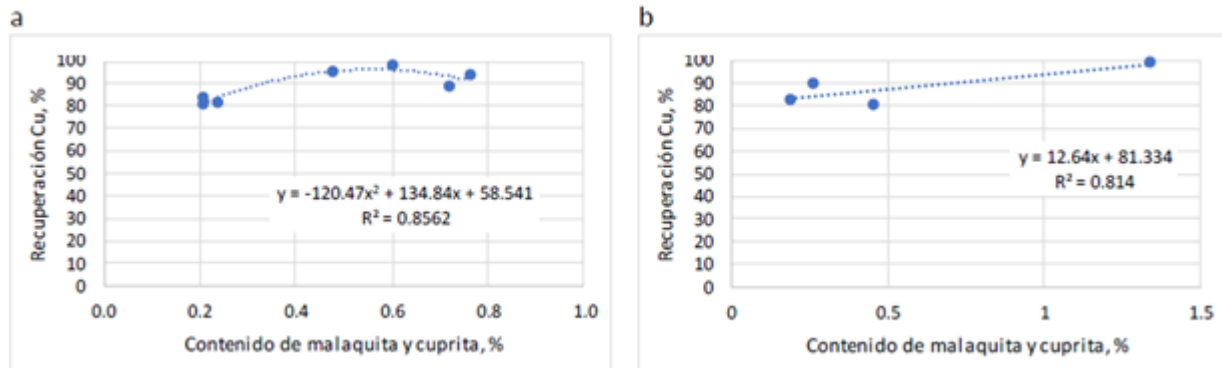 a
100
90
80
70
60
50
40
30
20
10
0
Recuperación Cu, %
y = -120.47x² + 134.84x + 58.541
R² = 0.8562
0.0 0.2 0.4 0.6 0.8 1.0
Contenido de malaquita y cuprita, %
b
100
90
80
70
60
50
40
30
20
10
0
Recuperación Cu, %
y = 12.64x + 81.334
R² = 0.814
0 0.5 1 1.5
Contenido de malaquita y cuprita, %